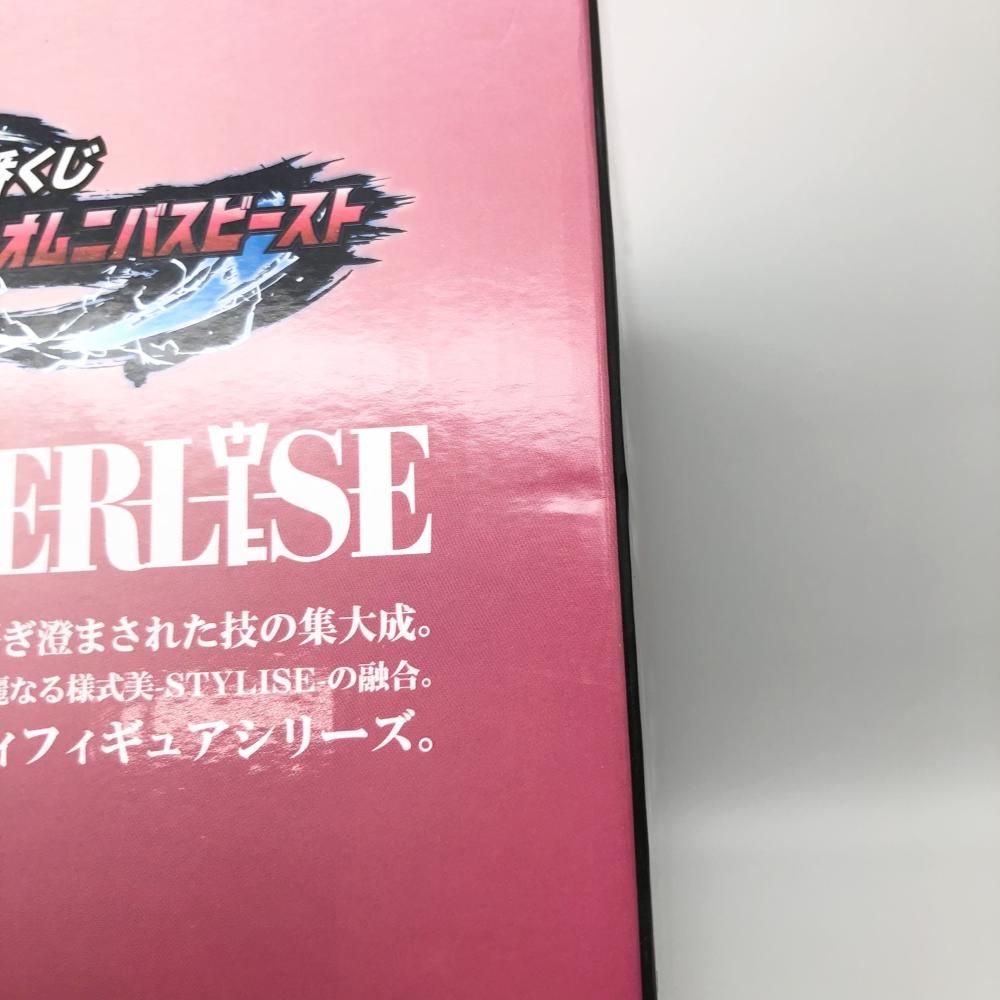 くじ
オムニバスビースト
ERLISE
ぎ澄まされた技の集大成。
なる様式美-STYLISE-の融合。
フィギュアシリーズ。